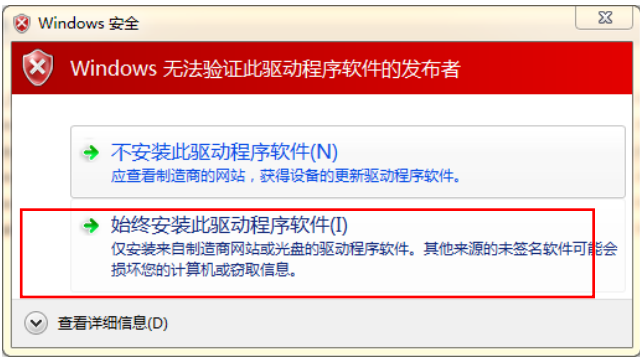 Windows 安全
Windows 无法验证此驱动程序软件的发布者
不安装此驱动程序软件(N)
应查看制造商的网站，获得设备的更新驱动程序软件。
始终安装此驱动程序软件(I)
仅安装来自制造商网站或光盘的驱动程序软件。其他来源的未签名软件可能会
损坏您的计算机或窃取信息。
查看详细信息(D)